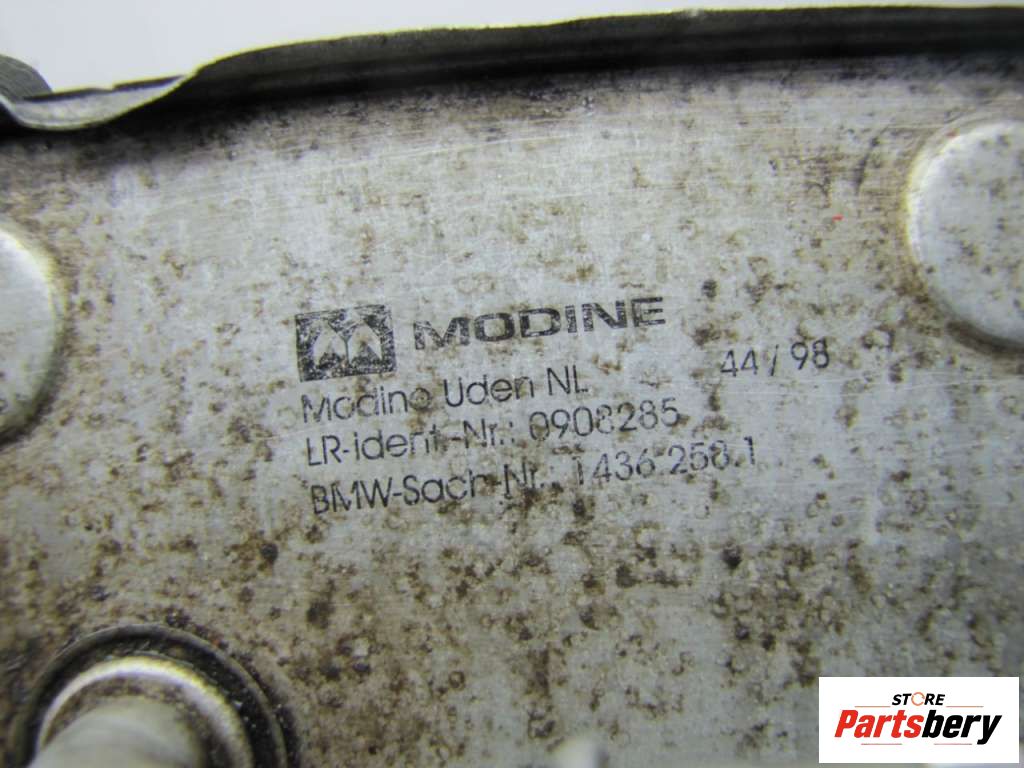 MODINE
Modine Uden NL 44/98
LR-ident.-Nr.: 0908285
BMW-Sach-Nr.: 1436 258.1
STORE
Partsbery